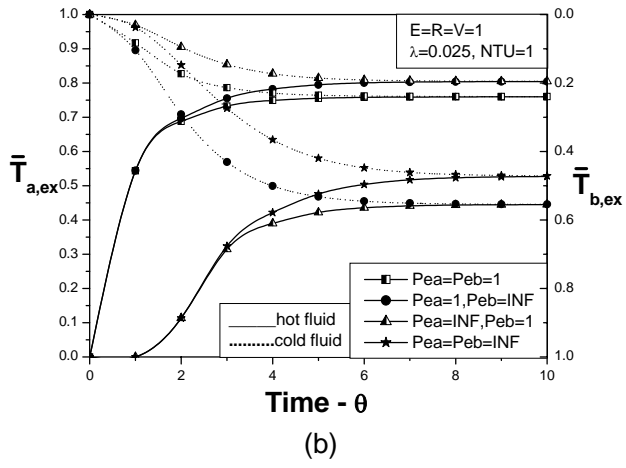 1.0
0.9
0.8
0.7
0.6
0.5
0.4
0.3
0.2
0.1
0.0
T̿a,ex
E=R=V=1
λ=0.025, NTU=1
hot fluid
cold fluid
Pea=Peb=1
Pea=1,Peb=INF
Pea=INF,Peb=1
Pea=Peb=INF
0.0
0.2
0.4
0.6
0.8
1.0
T̿b,ex
0 2 4 6 8 10
Time - θ
(b)